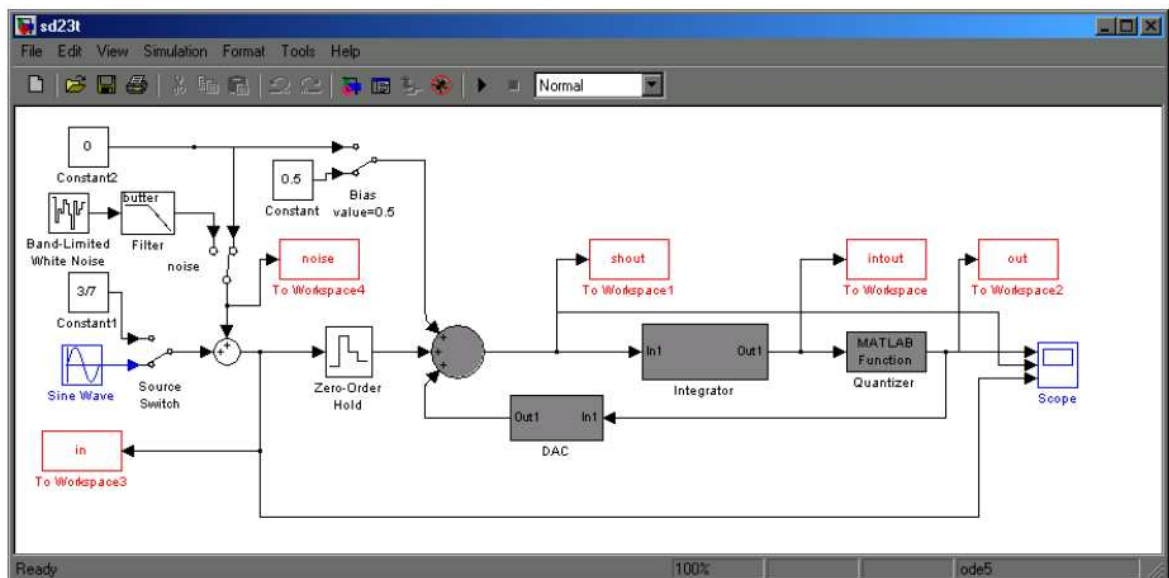 sd23t
File Edit View Simulation Format Tools Help
Normal
0
Constant2
0.5
Constant
Bias
value=0.5
butter
Band-Limited
White Noise
Filter
noise
noise
To Workspace4
shout
To Workspace1
intout
To Workspace
out
To Workspace2
3/7
Constant1
Sine Wave
Source
Switch
Zero-Order
Hold
In1
Out1
Integrator
MATLAB
Function
Quantizer
Scope
Out1
In1
DAC
in
To Workspace3
Ready
100%
ode5